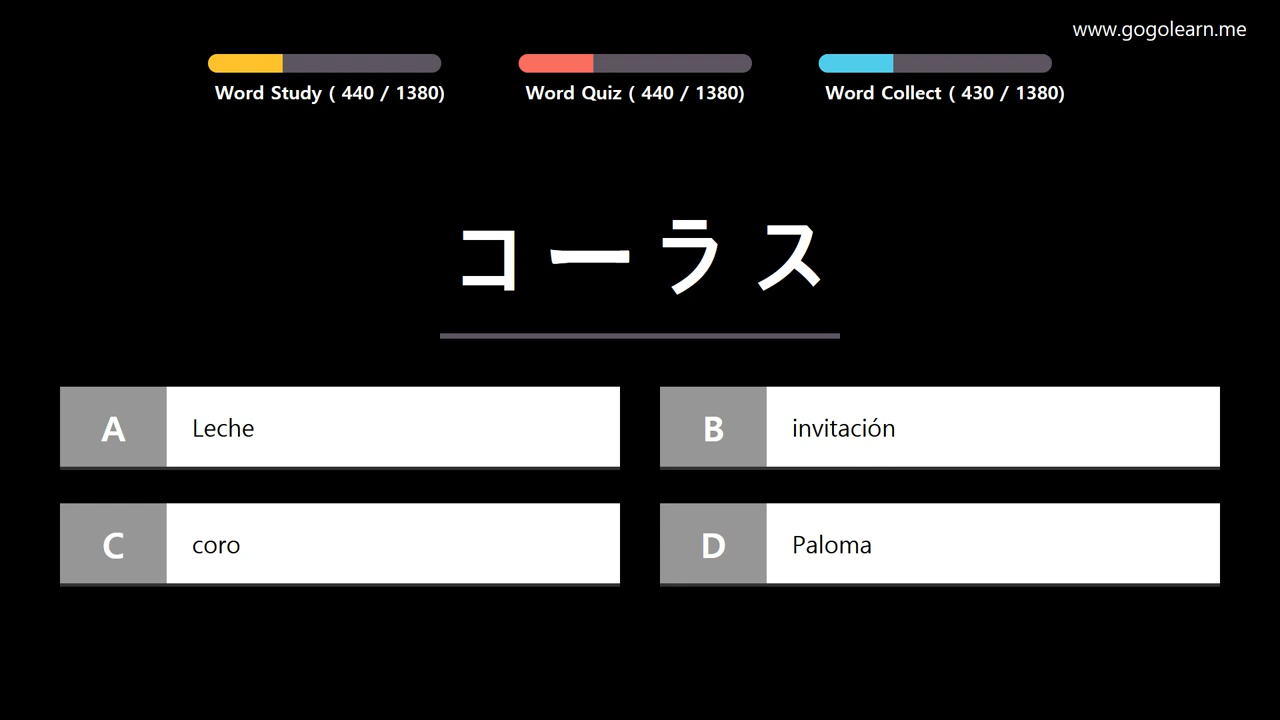 www.gogolearn.me
Word Study ( 440 / 1380)
Word Quiz ( 440 / 1380)
Word Collect ( 430 / 1380)
コーラス
A Leche
B invitación
C coro
D Paloma